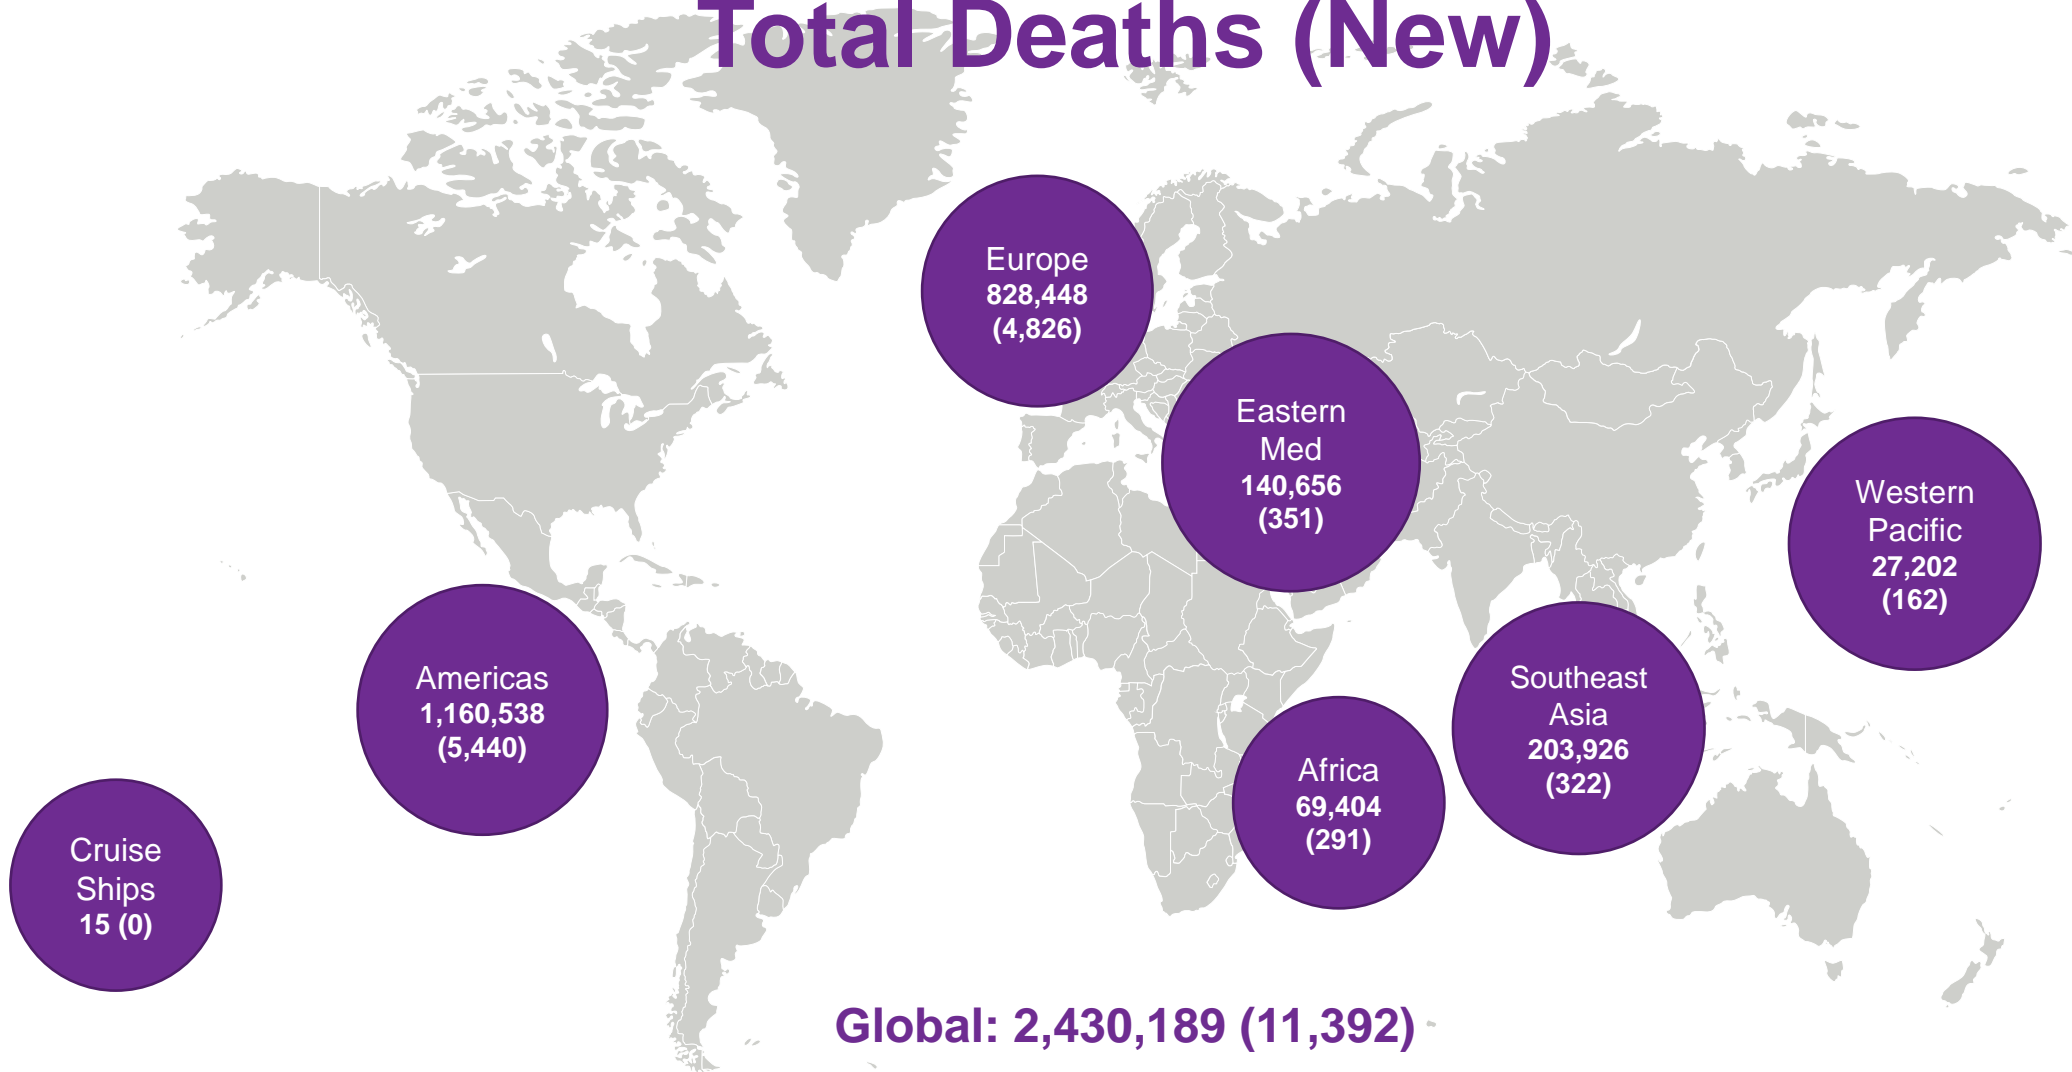 Total Deaths (New)
Europe
828,448
(4,826)
Eastern
Med
140,656
(351)
Western
Pacific
27,202
(162)
Americas
1,160,538
(5,440)
Southeast
Asia
203,926
(322)
Africa
69,404
(291)
Cruise
Ships
15 (0)
Global: 2,430,189 (11,392)